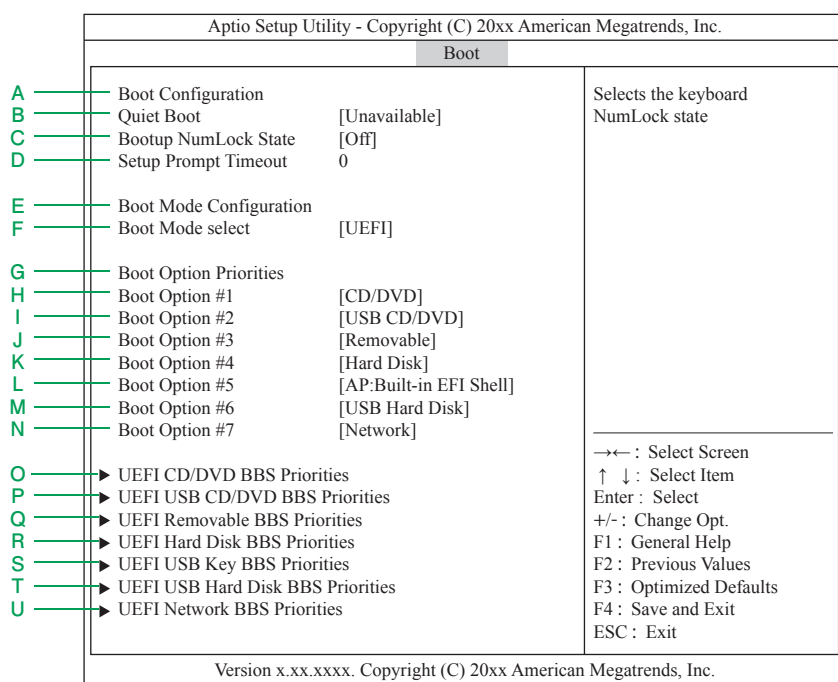 Aptio Setup Utility - Copyright (C) 20xx American Megatrends, Inc.
Boot
A Boot Configuration
B Quiet Boot [Unavailable]
C Bootup NumLock State [Off]
D Setup Prompt Timeout 0
E Boot Mode Configuration
F Boot Mode select [UEFI]
G Boot Option Priorities
H Boot Option #1 [CD/DVD]
I Boot Option #2 [USB CD/DVD]
J Boot Option #3 [Removable]
K Boot Option #4 [Hard Disk]
L Boot Option #5 [AP:Built-in EFI Shell]
M Boot Option #6 [USB Hard Disk]
N Boot Option #7 [Network]
O ▶ UEFI CD/DVD BBS Priorities
P ▶ UEFI USB CD/DVD BBS Priorities
Q ▶ UEFI Removable BBS Priorities
R ▶ UEFI Hard Disk BBS Priorities
S ▶ UEFI USB Key BBS Priorities
T ▶ UEFI USB Hard Disk BBS Priorities
U ▶ UEFI Network BBS Priorities
Selects the keyboard
NumLock state
→← : Select Screen
↑ ↓ : Select Item
Enter : Select
+/- : Change Opt.
F1 : General Help
F2 : Previous Values
F3 : Optimized Defaults
F4 : Save and Exit
ESC : Exit
Version x.xx.xxxx. Copyright (C) 20xx American Megatrends, Inc.